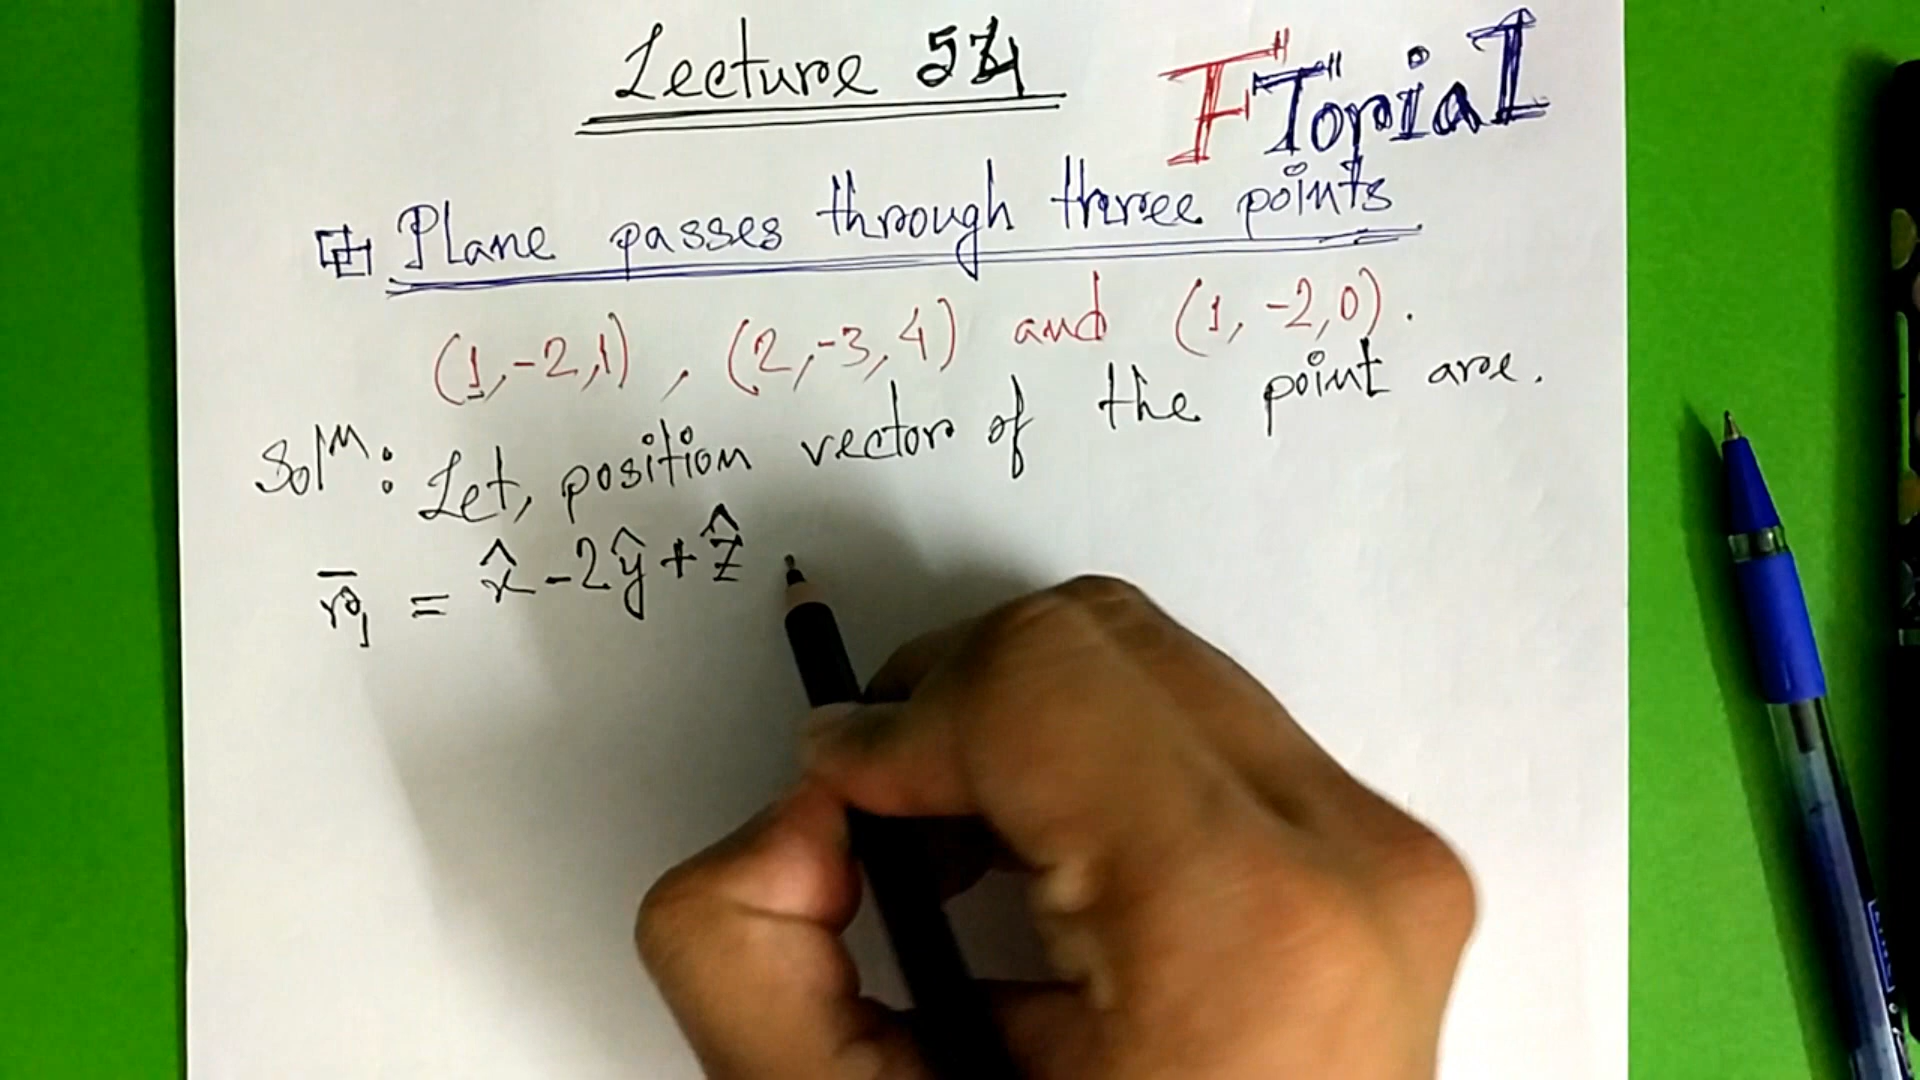 Lecture 54
FTorial
Plane passes through three points
(1,-2,1), (2,-3,4) and (1,-2,0).
Solⁿ: Let, position vector of the point are.
r̄₁ = x̂ - 2ŷ + ẑ